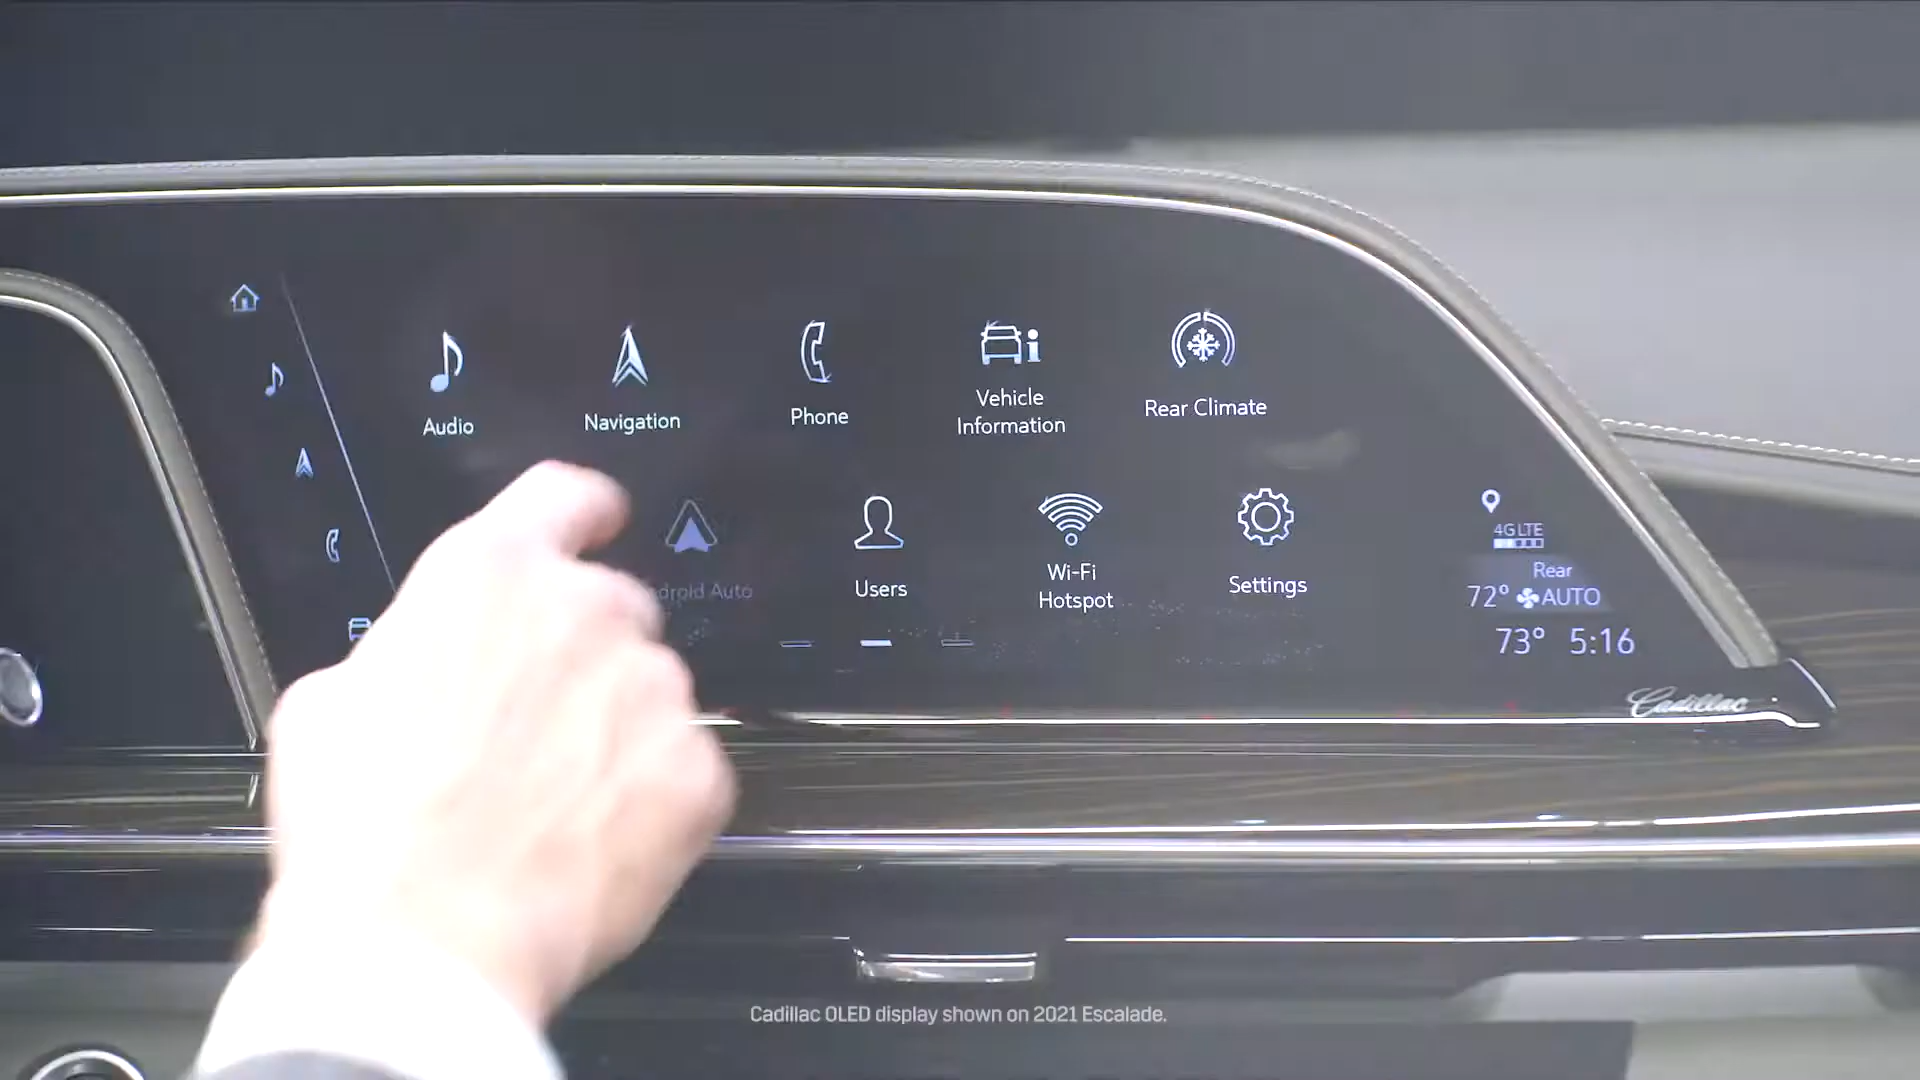 Audio
Navigation
Phone
Vehicle
Information
Rear Climate
Auto
Users
Wi-Fi
Hotspot
Settings
4G LTE
Rear
72° AUTO
73° 5:16
Cadillac
Cadillac OLED display shown on 2021 Escalade.